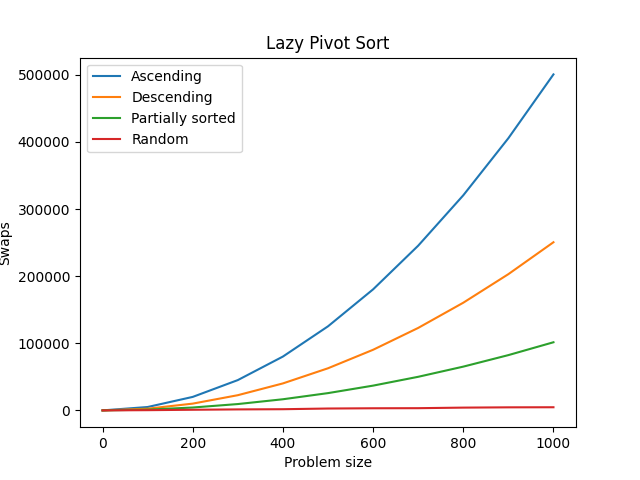 Lazy Pivot Sort
Ascending
Descending
Partially sorted
Random
500000
400000
300000
200000
100000
0
Swaps
0 200 400 600 800 1000
Problem size